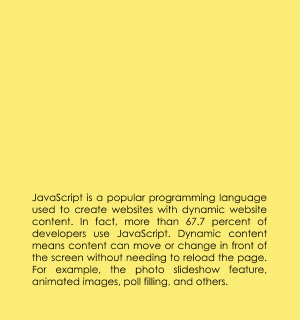 JavaScript is a popular programming language
used to create websites with dynamic website
content. In fact, more than 67.7 percent of
developers use JavaScript. Dynamic content
means content can move or change in front of
the screen without needing to reload the page.
For example, the photo slideshow feature,
animated images, poll filling, and others.